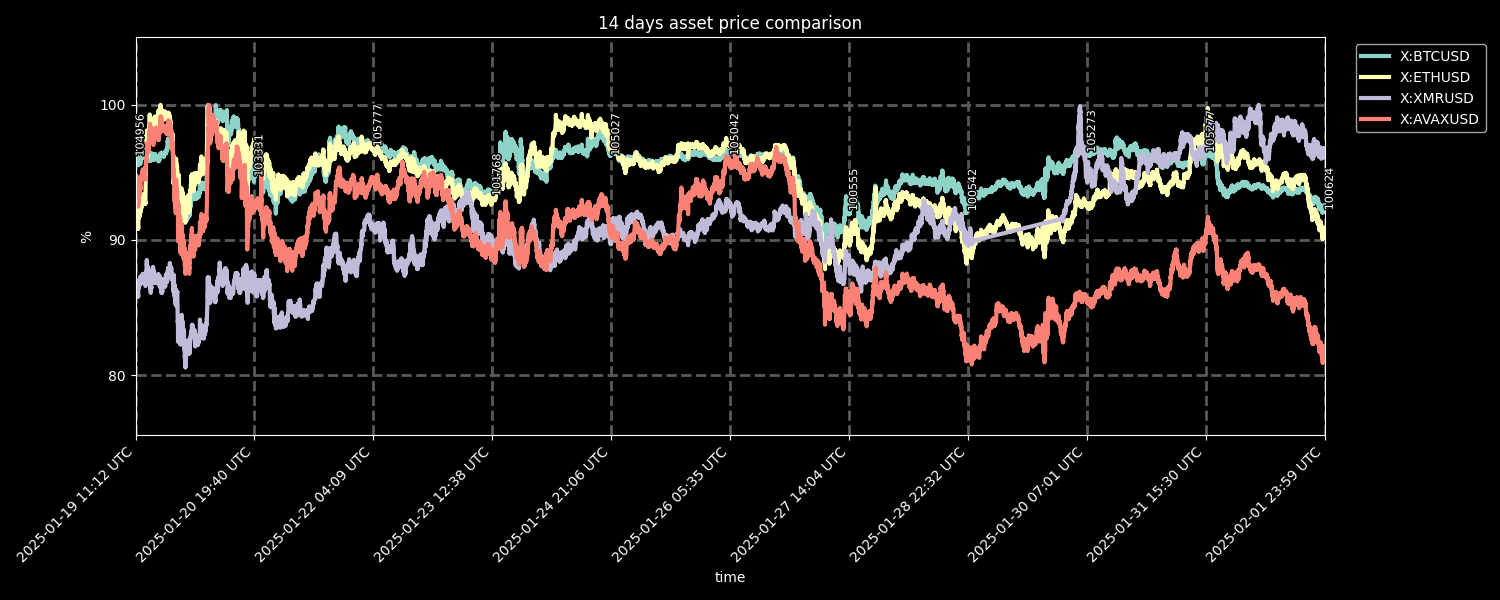 14 days asset price comparison
X:BTCUSD
X:ETHUSD
X:XMRUSD
X:AVAXUSD
100
90
80
%
104956
103331
105777
101768
105027
105042
100555
100542
105273
100624
2025-01-19 11:12 UTC
2025-01-20 19:40 UTC
2025-01-22 04:09 UTC
2025-01-23 12:38 UTC
2025-01-24 21:06 UTC
2025-01-26 05:35 UTC
2025-01-27 14:04 UTC
2025-01-28 22:32 UTC
2025-01-30 07:01 UTC
2025-01-31 15:30 UTC
2025-02-01 23:59 UTC
time